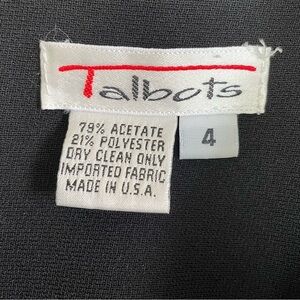 Talbots
79% ACETATE
21% POLYESTER
DRY CLEAN ONLY
IMPORTED FABRIC
MADE IN U.S.A.
4